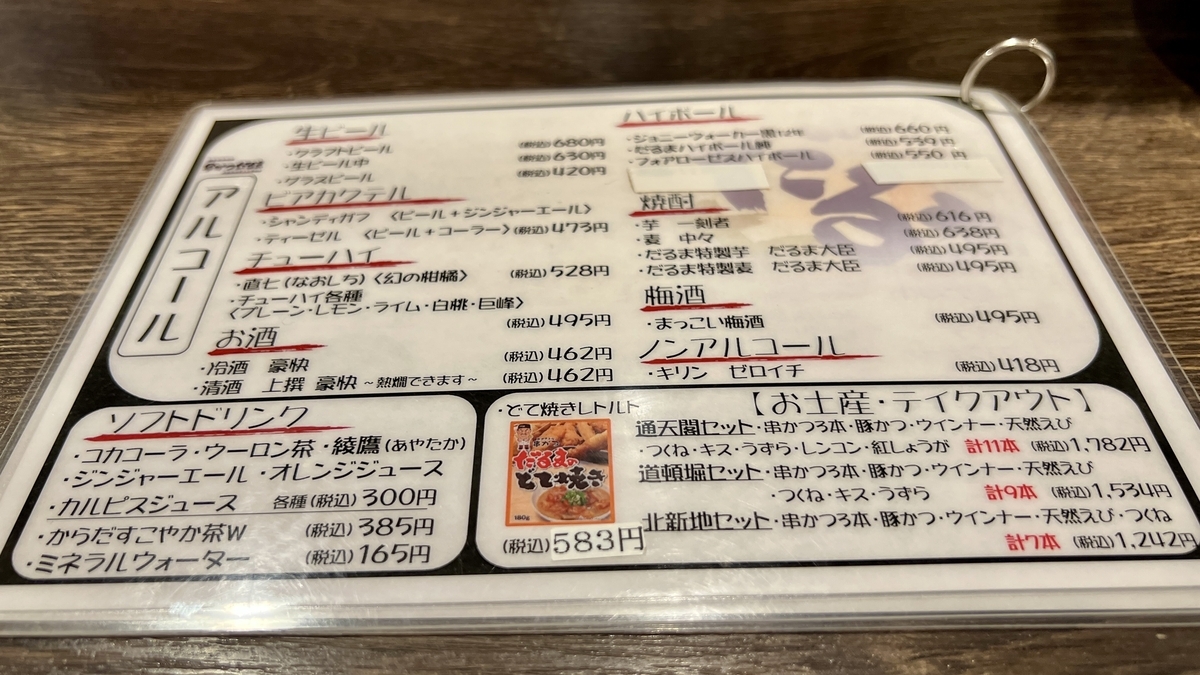 アルコール
生ビール
・クラフトビール (税込)680円
・生ビール中 (税込)630円
・グラスビール (税込)420円
ビアカクテル
・シャンディガフ 〈ビール+ジンジャーエール〉
・ディーゼル 〈ビール+コーラー〉(税込)473円
チューハイ
・直七(なおしち)〈幻の柑橘〉 (税込)528円
・チューハイ各種
〈プレーン・レモン・ライム・白桃・巨峰〉
(税込)495円
お酒
・冷酒 豪快 (税込)462円
・清酒 上撰 豪快 ~熱燗できます~ (税込)462円
ハイボール
・ジョニーウォーカー黒12年 (税込)660円
・だるまハイボール (税込)539円
・フォアローゼスハイボール (税込)550円
焼酎
・芋 一刻者 (税込)616円
・麦 中々 (税込)638円
・だるま特製芋 だるま大臣 (税込)495円
・だるま特製麦 だるま大臣 (税込)495円
梅酒
・まっこい梅酒 (税込)495円
ノンアルコール
・キリン ゼロイチ (税込)418円
ソフトドリンク
・コカコーラ・ウーロン茶・綾鷹(あやたか)
・ジンジャーエール・オレンジジュース
・カルピスジュース 各種(税込)300円
・からだすこやか茶W (税込)385円
・ミネラルウォーター (税込)165円
・どて焼きレトルト
串かつ
だるまの
どて焼き
180g
(税込)583円
【お土産・テイクアウト】
通天閣セット・串かつ3本・豚かつ・ウインナー・天然えび
・つくね・キス・うずら・レンコン・紅しょうが 計11本 (税込)1,782円
道頓堀セット・串かつ3本・豚かつ・ウインナー・天然えび
・つくね・キス・うずら 計9本 (税込)1,534円
北新地セット・串かつ3本・豚かつ・ウインナー・天然えび・つくね
計7本 (税込)1,242円